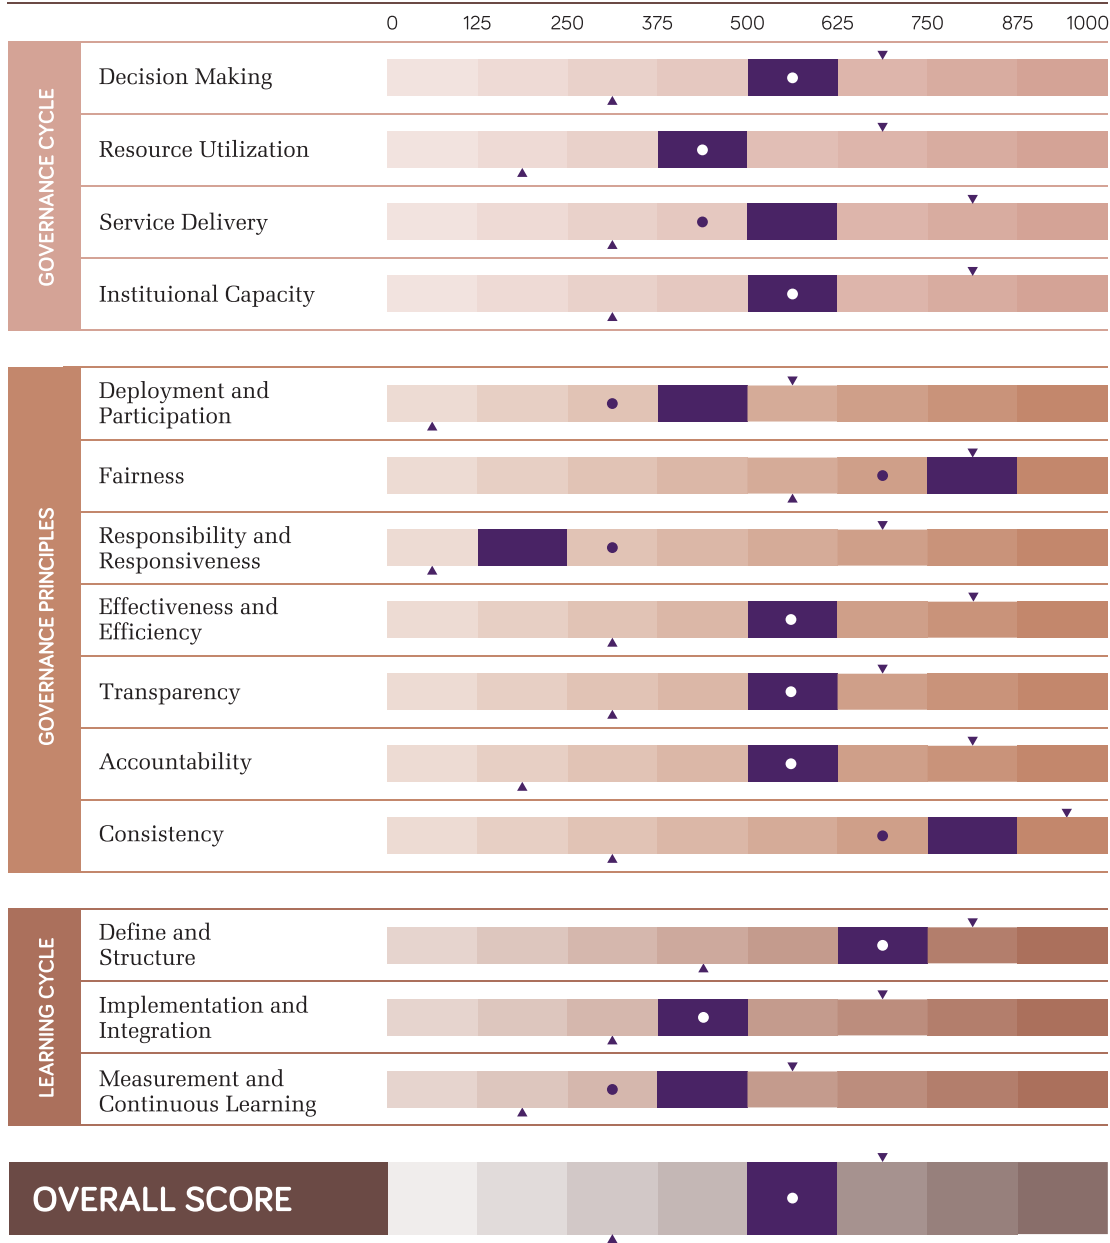 0 125 250 375 500 625 750 875 1000
GOVERNANCE CYCLE
Decision Making
Resource Utilization
Service Delivery
Instituional Capacity
GOVERNANCE PRINCIPLES
Deployment and
Participation
Fairness
Responsibility and
Responsiveness
Effectiveness and
Efficiency
Transparency
Accountability
Consistency
LEARNING CYCLE
Define and
Structure
Implementation and
Integration
Measurement and
Continuous Learning
OVERALL SCORE